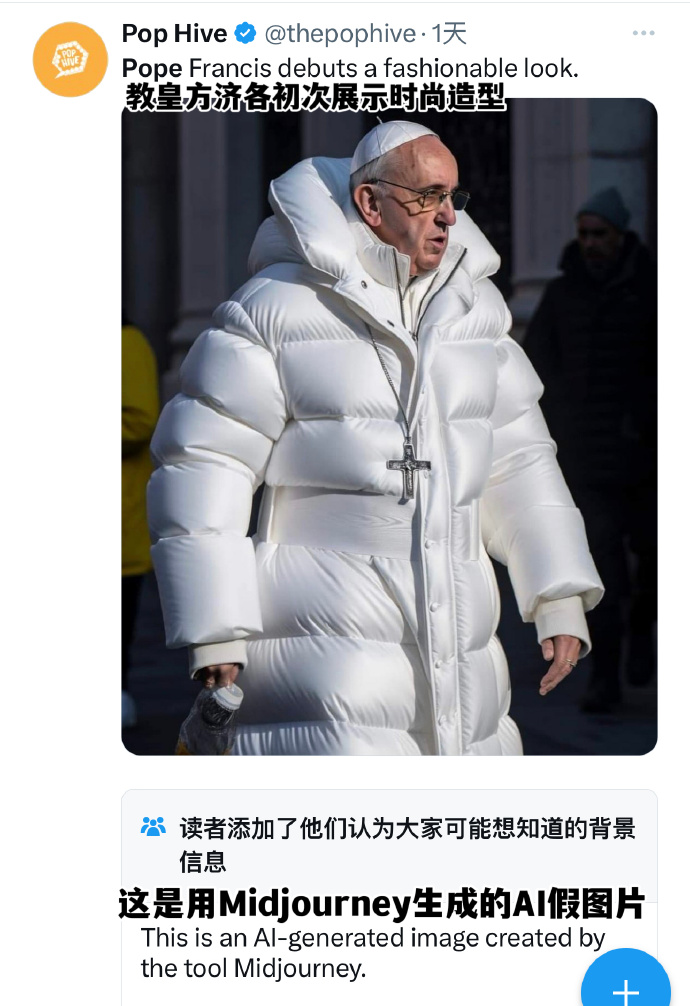 Pop Hive @thepophive · 1天
Pope Francis debuts a fashionable look.
教皇方济各初次展示时尚造型
POP
HIVE
读者添加了他们认为大家可能想知道的背景
信息
这是用Midjourney生成的AI假图片
This is an AI-generated image created by
the tool Midjourney.